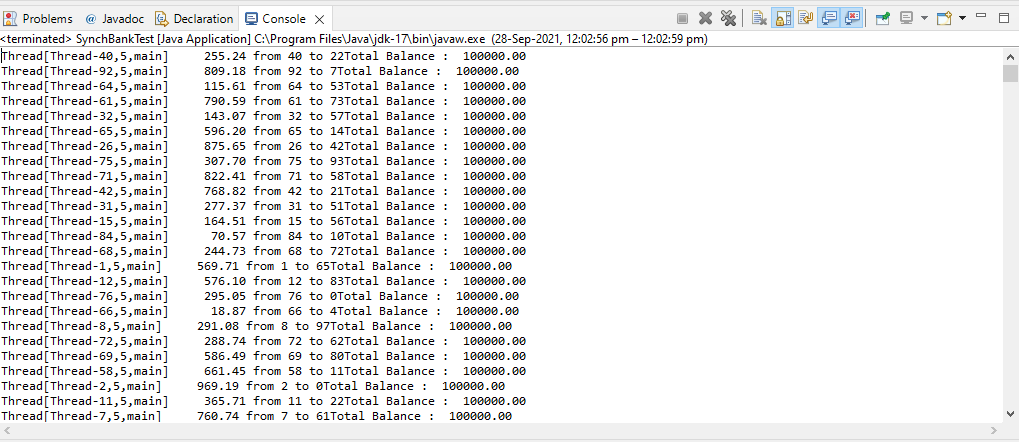 Problems @ Javadoc Declaration Console
<terminated> SynchBankTest [Java Application] C:\Program Files\Java\jdk-17\bin\javaw.exe (28-Sep-2021, 12:02:56 pm – 12:02:59 pm)
Thread[Thread-40,5,main]     255.24 from 40 to 22Total Balance :  100000.00
Thread[Thread-92,5,main]     809.18 from 92 to 7Total Balance :  100000.00
Thread[Thread-64,5,main]     115.61 from 64 to 53Total Balance :  100000.00
Thread[Thread-61,5,main]     790.59 from 61 to 73Total Balance :  100000.00
Thread[Thread-32,5,main]     143.07 from 32 to 57Total Balance :  100000.00
Thread[Thread-65,5,main]     596.20 from 65 to 14Total Balance :  100000.00
Thread[Thread-26,5,main]     875.65 from 26 to 42Total Balance :  100000.00
Thread[Thread-75,5,main]     307.70 from 75 to 93Total Balance :  100000.00
Thread[Thread-71,5,main]     822.41 from 71 to 58Total Balance :  100000.00
Thread[Thread-42,5,main]     768.82 from 42 to 21Total Balance :  100000.00
Thread[Thread-31,5,main]     277.37 from 31 to 51Total Balance :  100000.00
Thread[Thread-15,5,main]     164.51 from 15 to 56Total Balance :  100000.00
Thread[Thread-84,5,main]      70.57 from 84 to 10Total Balance :  100000.00
Thread[Thread-68,5,main]     244.73 from 68 to 72Total Balance :  100000.00
Thread[Thread-1,5,main]     569.71 from 1 to 65Total Balance :  100000.00
Thread[Thread-12,5,main]     576.10 from 12 to 83Total Balance :  100000.00
Thread[Thread-76,5,main]     295.05 from 76 to 0Total Balance :  100000.00
Thread[Thread-66,5,main]      18.87 from 66 to 4Total Balance :  100000.00
Thread[Thread-8,5,main]     291.08 from 8 to 97Total Balance :  100000.00
Thread[Thread-72,5,main]     288.74 from 72 to 62Total Balance :  100000.00
Thread[Thread-69,5,main]     586.49 from 69 to 80Total Balance :  100000.00
Thread[Thread-58,5,main]     661.45 from 58 to 11Total Balance :  100000.00
Thread[Thread-2,5,main]     969.19 from 2 to 0Total Balance :  100000.00
Thread[Thread-11,5,main]     365.71 from 11 to 22Total Balance :  100000.00
Thread[Thread-7,5,main]     760.74 from 7 to 61Total Balance :  100000.00